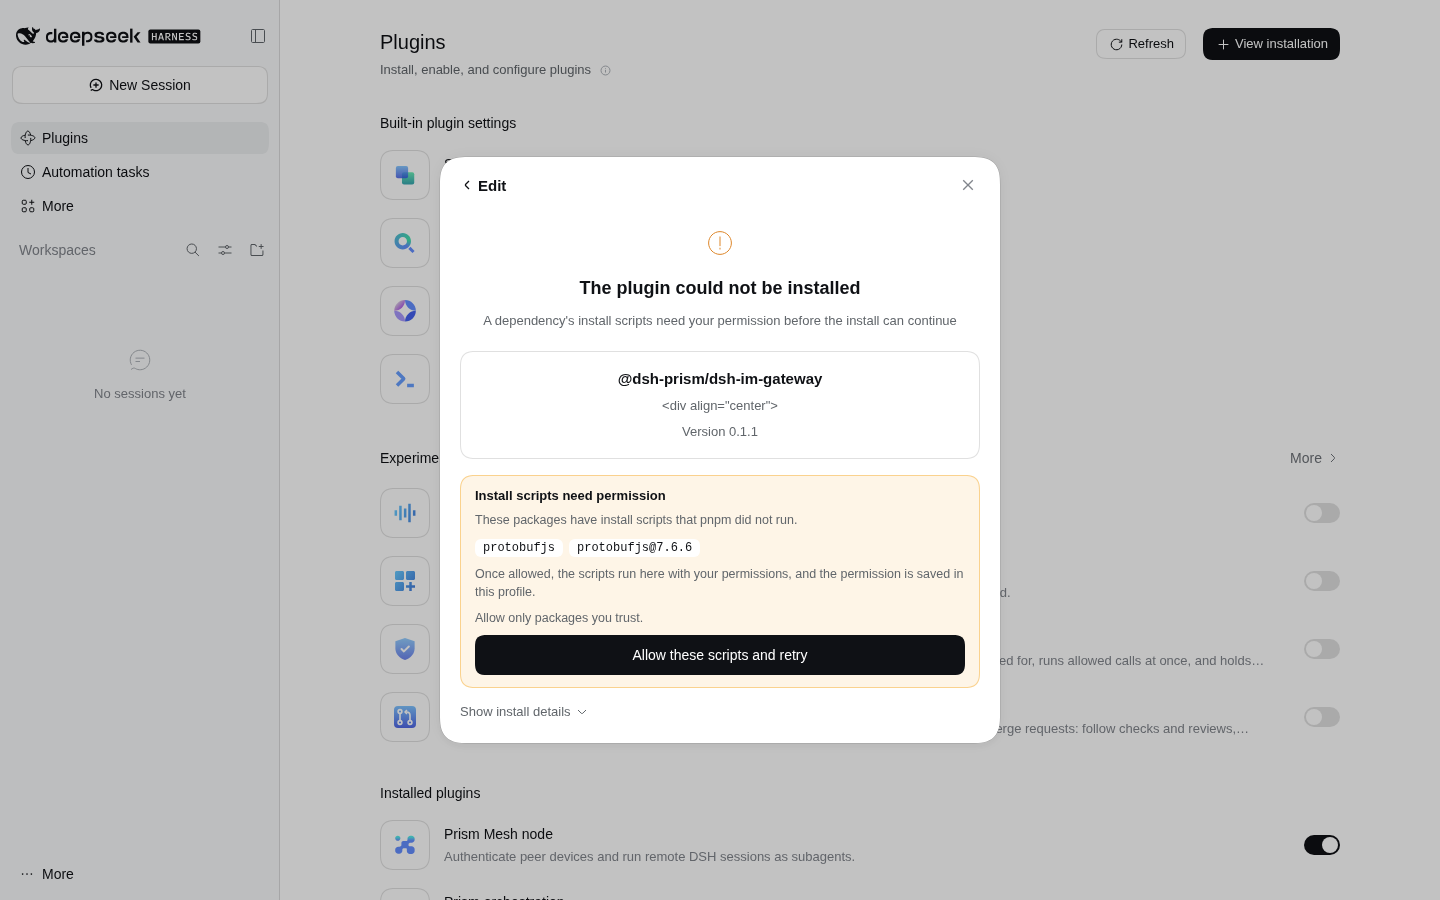 deepseek HARNESS
New Session
Plugins
Automation tasks
More
Workspaces
No sessions yet
More
Plugins
Install, enable, and configure plugins
Refresh
View installation
Built-in plugin settings
Edit
The plugin could not be installed
A dependency's install scripts need your permission before the install can continue
@dsh-prism/dsh-im-gateway
<div align="center">
Version 0.1.1
Install scripts need permission
These packages have install scripts that pnpm did not run.
protobufjs protobufjs@7.6.6
Once allowed, the scripts run here with your permissions, and the permission is saved in
this profile.
Allow only packages you trust.
Allow these scripts and retry
Show install details
More
ed for, runs allowed calls at once, and holds…
requests: follow checks and reviews,…
Installed plugins
Prism Mesh node
Authenticate peer devices and run remote DSH sessions as subagents.